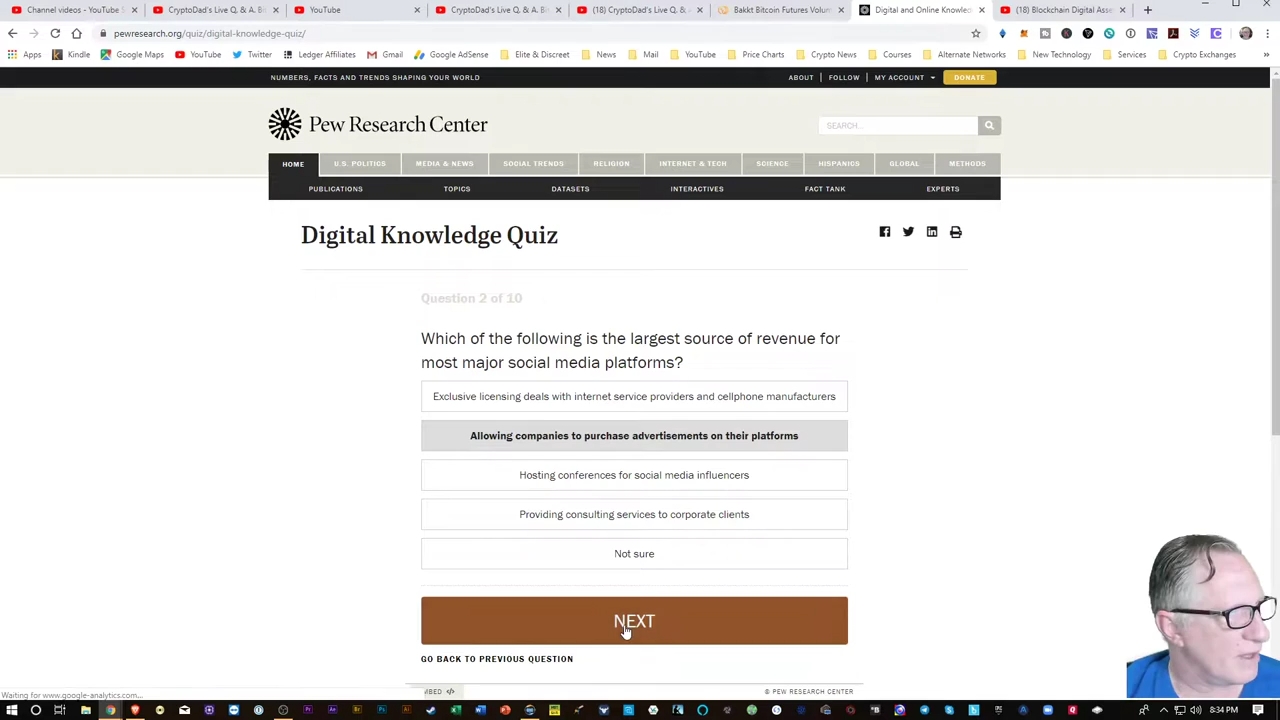 Channel videos - YouTube S
CryptoDad's Live Q. & A. B
YouTube
CryptoDad's Live Q. & A. B
(18) CryptoDad's Live Q. & A.
Bakkt Bitcoin Futures Volum
Digital and Online Knowled
(18) Blockchain Digital Asse
pewresearch.org/quiz/digital-knowledge-quiz/
Apps Kindle Google Maps YouTube Twitter Ledger Affiliates Gmail Google AdSense Elite & Discreet News Mail YouTube Price Charts Crypto News Courses Alternate Networks New Technology Services Crypto Exchanges »
NUMBERS, FACTS AND TRENDS SHAPING YOUR WORLD
ABOUT | FOLLOW | MY ACCOUNT DONATE
Pew Research Center
SEARCH...
HOME U.S. POLITICS MEDIA & NEWS SOCIAL TRENDS RELIGION INTERNET & TECH SCIENCE HISPANICS GLOBAL METHODS
PUBLICATIONS TOPICS DATASETS INTERACTIVES FACT TANK EXPERTS
Digital Knowledge Quiz
Question 2 of 10
Which of the following is the largest source of revenue for
most major social media platforms?
Exclusive licensing deals with internet service providers and cellphone manufacturers
Allowing companies to purchase advertisements on their platforms
Hosting conferences for social media influencers
Providing consulting services to corporate clients
Not sure
NEXT
GO BACK TO PREVIOUS QUESTION
Waiting for www.google-analytics.com...
© PEW RESEARCH CENTER
8:34 PM